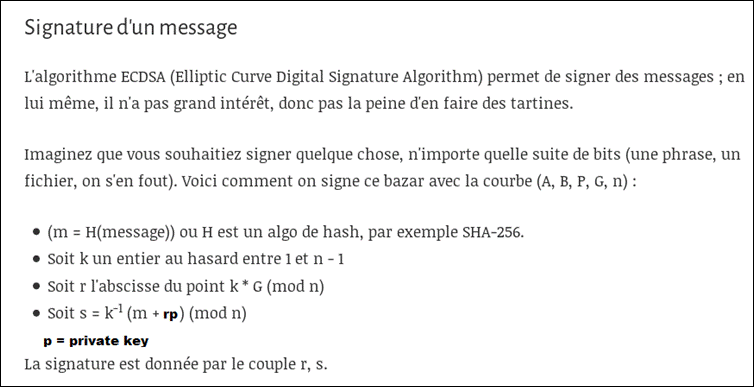 Signature d'un message
L'algorithme ECDSA (Elliptic Curve Digital Signature Algorithm) permet de signer des messages ; en
lui même, il n'a pas grand intérêt, donc pas la peine d'en faire des tartines.
Imaginez que vous souhaitiez signer quelque chose, n'importe quelle suite de bits (une phrase, un
fichier, on s'en fout). Voici comment on signe ce bazar avec la courbe (A, B, P, G, n) :
• (m = H(message)) ou H est un algo de hash, par exemple SHA-256.
• Soit k un entier au hasard entre 1 et n - 1
• Soit r l'abscisse du point k * G (mod n)
• Soit s = k⁻¹ (m + rp) (mod n)
p = private key
La signature est donnée par le couple r, s.